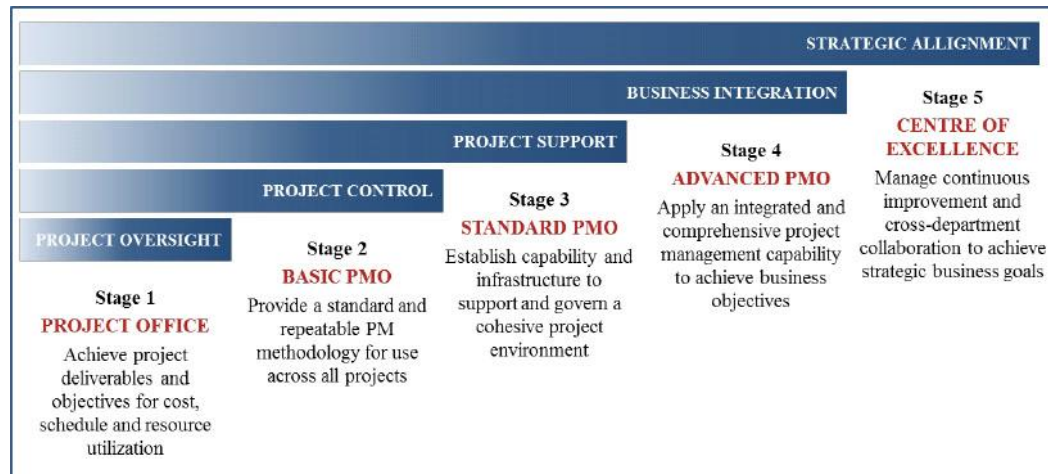 STRATEGIC ALLIGNMENT
BUSINESS INTEGRATION
PROJECT SUPPORT
PROJECT CONTROL
PROJECT OVERSIGHT
Stage 1
PROJECT OFFICE
Achieve project
deliverables and
objectives for cost,
schedule and resource
utilization
Stage 2
BASIC PMO
Provide a standard and
repeatable PM
methodology for use
across all projects
Stage 3
STANDARD PMO
Establish capability and
infrastructure to
support and govern a
cohesive project
environment
Stage 4
ADVANCED PMO
Apply an integrated and
comprehensive project
management capability
to achieve business
objectives
Stage 5
CENTRE OF
EXCELLENCE
Manage continuous
improvement and
cross-department
collaboration to achieve
strategic business goals